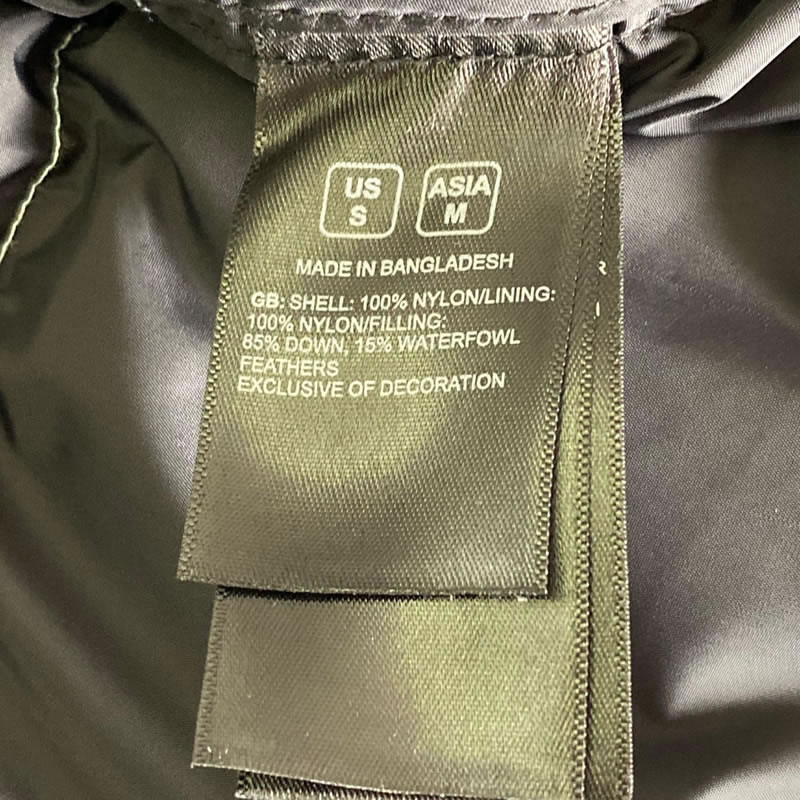 US
S
ASIA
M
MADE IN BANGLADESH
GB: SHELL: 100% NYLON/LINING:
100% NYLON/FILLING:
85% DOWN, 15% WATERFOWL
FEATHERS
EXCLUSIVE OF DECORATION
R